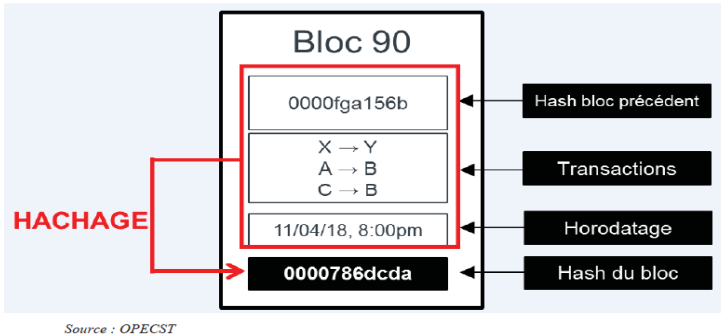 Bloc 90
0000fga156b
Hash bloc précédent
X → Y
A → B
C → B
Transactions
HACHAGE
11/04/18, 8:00pm
Horodatage
0000786dcda
Hash du bloc
Source : OPECST